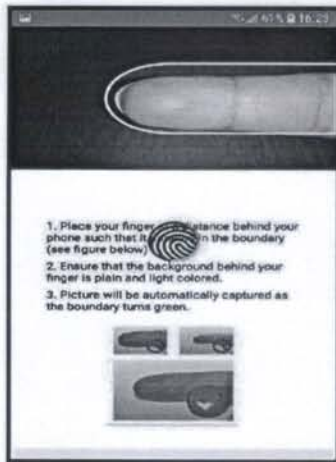 16:23
1. Place your finger distance behind your
phone such that it in the boundary
(see figure below)
2. Ensure that the background behind your
finger is plain and light colored.
3. Picture will be automatically captured as
the boundary turns green.